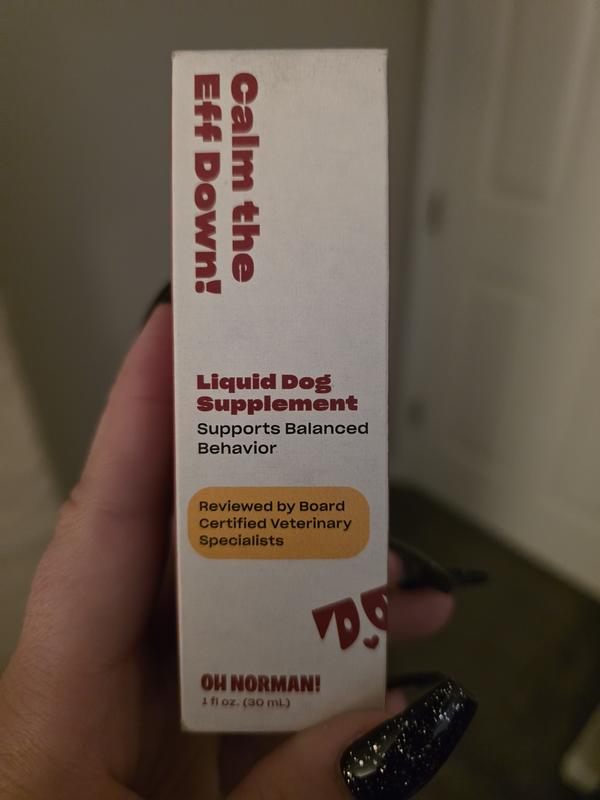 Calm the
Eff Down!
Liquid Dog
Supplement
Supports Balanced
Behavior
Reviewed by Board
Certified Veterinary
Specialists
OH NORMAN!
1 fl oz. (30 mL)